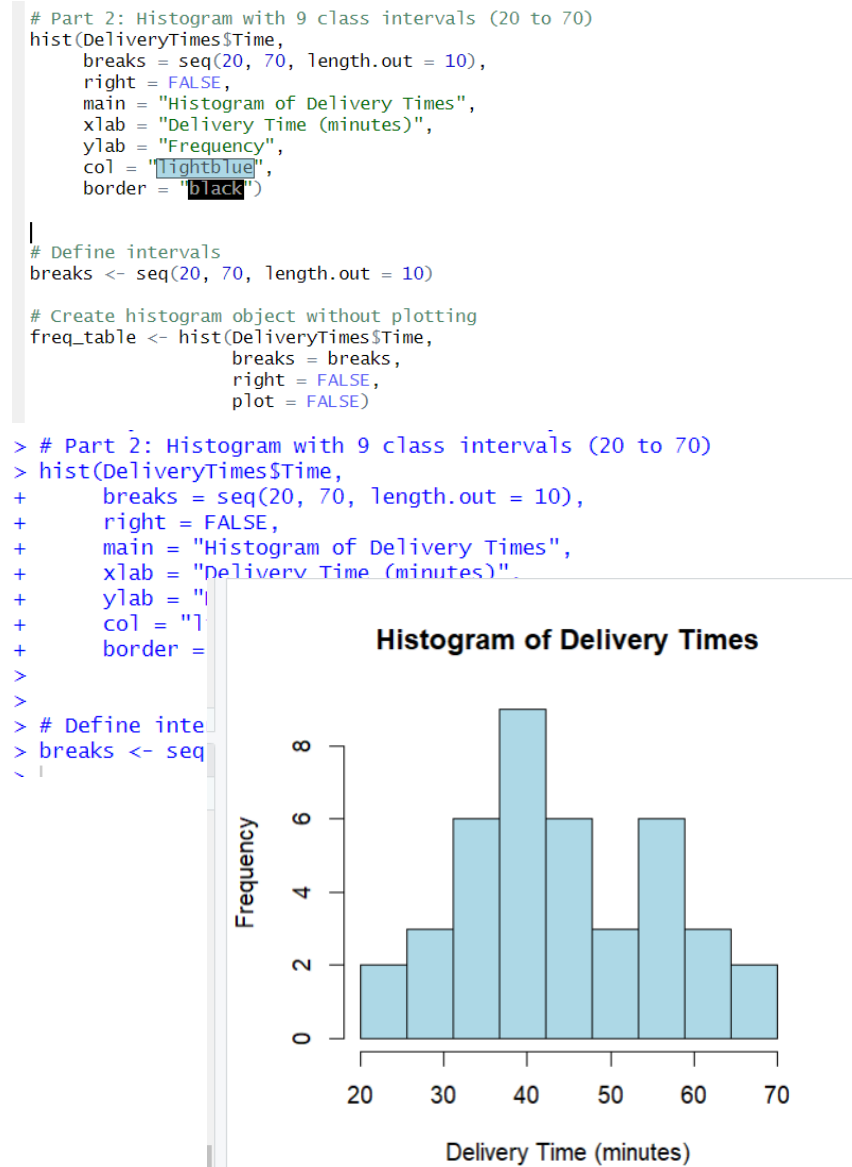 # Part 2: Histogram with 9 class intervals (20 to 70)
hist(DeliveryTimes$Time,
     breaks = seq(20, 70, length.out = 10),
     right = FALSE,
     main = "Histogram of Delivery Times",
     xlab = "Delivery Time (minutes)",
     ylab = "Frequency",
     col = "lightblue",
     border = "black")
# Define intervals
breaks <- seq(20, 70, length.out = 10)
# Create histogram object without plotting
freq_table <- hist(DeliveryTimes$Time,
                   breaks = breaks,
                   right = FALSE,
                   plot = FALSE)
> # Part 2: Histogram with 9 class intervals (20 to 70)
> hist(DeliveryTimes$Time,
+      breaks = seq(20, 70, length.out = 10),
+      right = FALSE,
+      main = "Histogram of Delivery Times",
+      xlab = "Delivery Time (minutes)",
+      ylab = "
+      col = "l
+      border =
>
>
> # Define inte
> breaks <- seq
>
Histogram of Delivery Times
8
6
4
2
0
Frequency
20 30 40 50 60 70
Delivery Time (minutes)